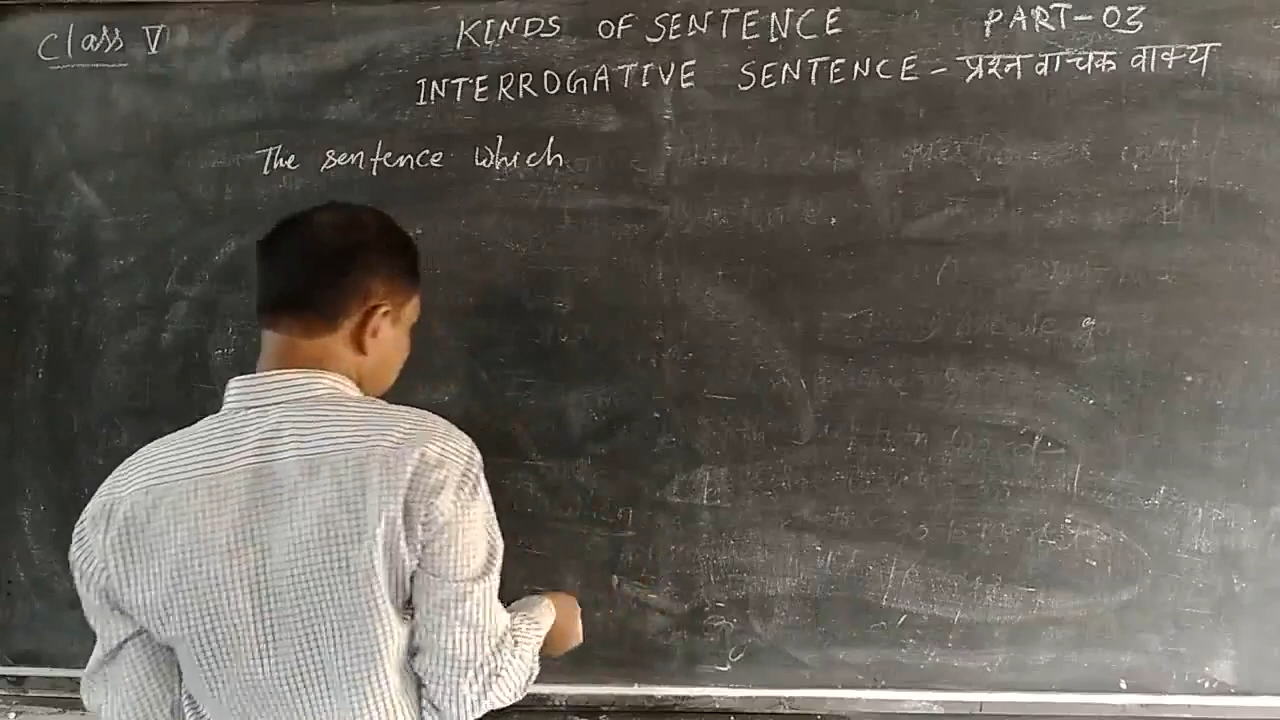 Class V
KINDS OF SENTENCE PART-03
INTERROGATIVE SENTENCE - प्रश्न वाचक वाक्य
The sentence which